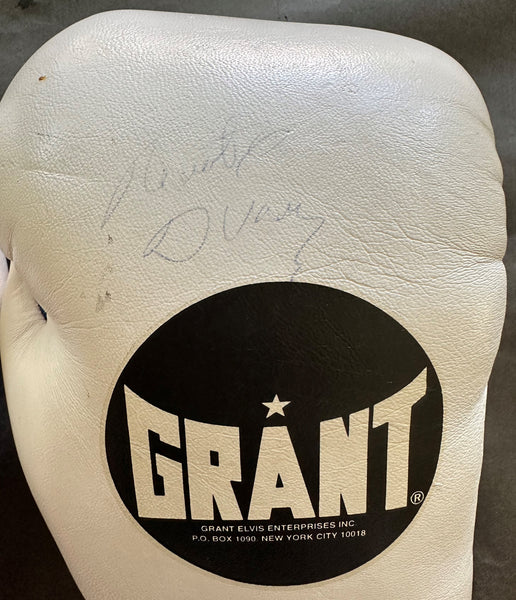 GRANT®
GRANT ELVIS ENTERPRISES INC.
P.O. BOX 1090. NEW YORK CITY 10018